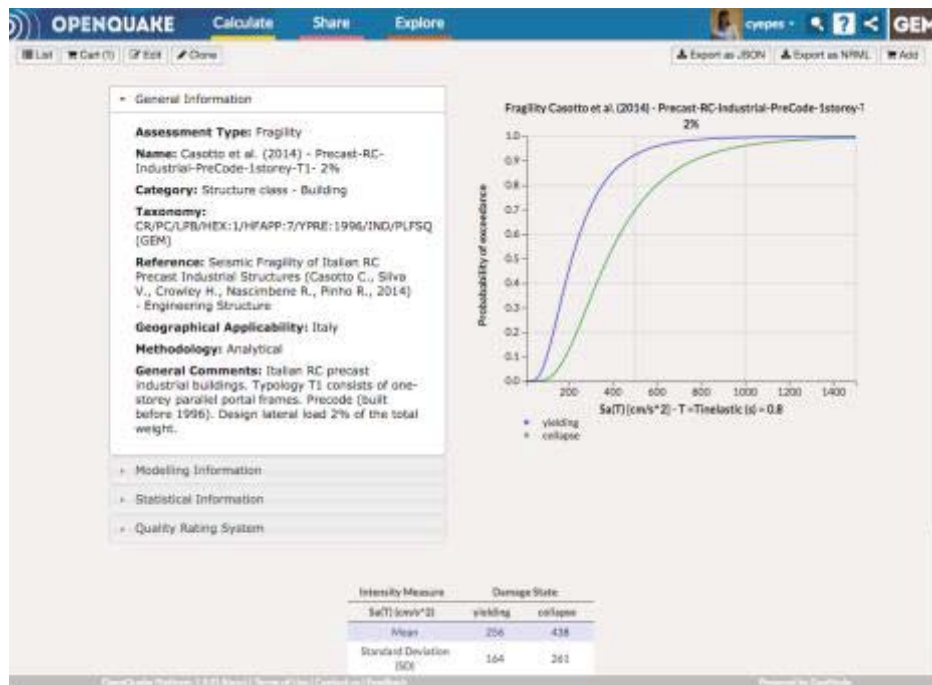 OPENQUAKE Calculate Share Explore cyepes ? GEM
List Cart (1) Edit Clone Export as JSON Export as NRML Add
General Information
Assessment Type: Fragility
Name: Casotto et al. (2014) - Precast-RC-
Industrial-PreCode-1storey-T1- 2%
Category: Structure class - Building
Taxonomy:
CR/PC/LPB/HEX:1/HFAPP:7/YPRE:1996/IND/PLFSQ
(GEM)
Reference: Seismic Fragility of Italian RC
Precast Industrial Structures (Casotto C., Silva
V., Crowley H., Nascimbene R., Pinho R., 2014)
- Engineering Structure
Geographical Applicability: Italy
Methodology: Analytical
General Comments: Italian RC precast
industrial buildings. Typology T1 consists of one-
storey parallel portal frames. Precode (built
before 1996). Design lateral load 2% of the total
weight.
Modelling Information
Statistical Information
Quality Rating System
Fragility Casotto et al. (2014) - Precast-RC-Industrial-PreCode-1storey-T
2%
Probabability of exceedance
1.0
0.9
0.8
0.7
0.6
0.5
0.4
0.3
0.2
0.1
0.0
200 400 600 800 1000 1200 1400
Sa(T) [cm/s^2] - T =Tinelastic (s) = 0.8
yielding
collapse
Intensity Measure Damage State
Sa(T) [cm/s^2] yielding collapse
Mean 256 438
Standard Deviation 164 261
(SD)